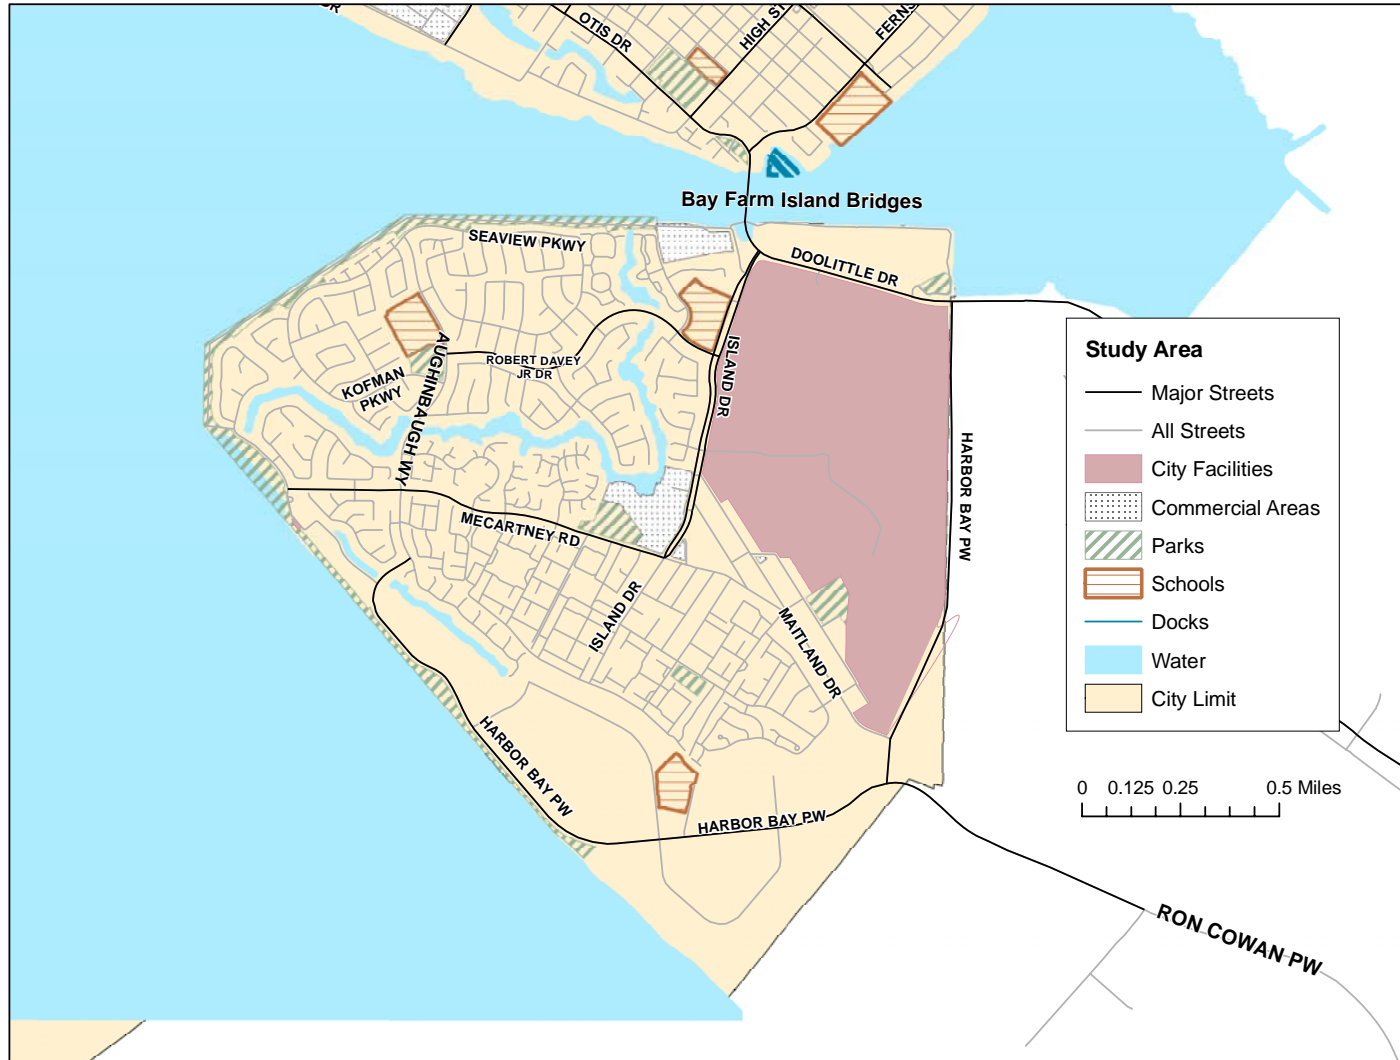 OTIS DR
HIGH ST
Bay Farm Island Bridges
SEAVIEW PKWY
DOOLITTLE DR
ISLAND DR
AUGHINBAUGH WY
ROBERT DAVEY
JR DR
KOFMAN
PKWY
HARBOR BAY PW
MECARTNEY RD
ISLAND DR
MAITLAND DR
HARBOR BAY PW
HARBOR BAY PW
RON COWAN PW
Study Area
Major Streets
All Streets
City Facilities
Commercial Areas
Parks
Schools
Docks
Water
City Limit
0 0.125 0.25 0.5 Miles